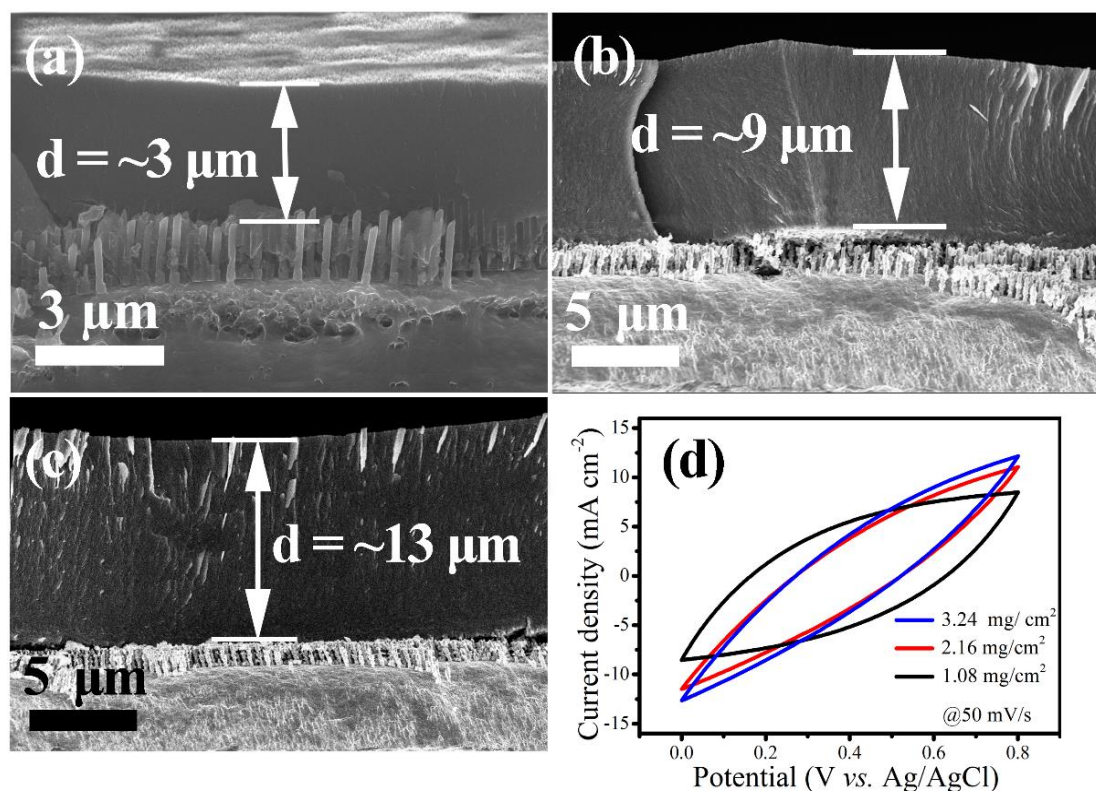 (a)
d = ~3 μm
3 μm
(b)
d = ~9 μm
5 μm
(c)
d = ~13 μm
5 μm
(d)
Current density (mA cm⁻²)
15
10
5
0
-5
-10
-15
3.24 mg/ cm²
2.16 mg/cm²
1.08 mg/cm²
@50 mV/s
0.0 0.2 0.4 0.6 0.8
Potential (V vs. Ag/AgCl)